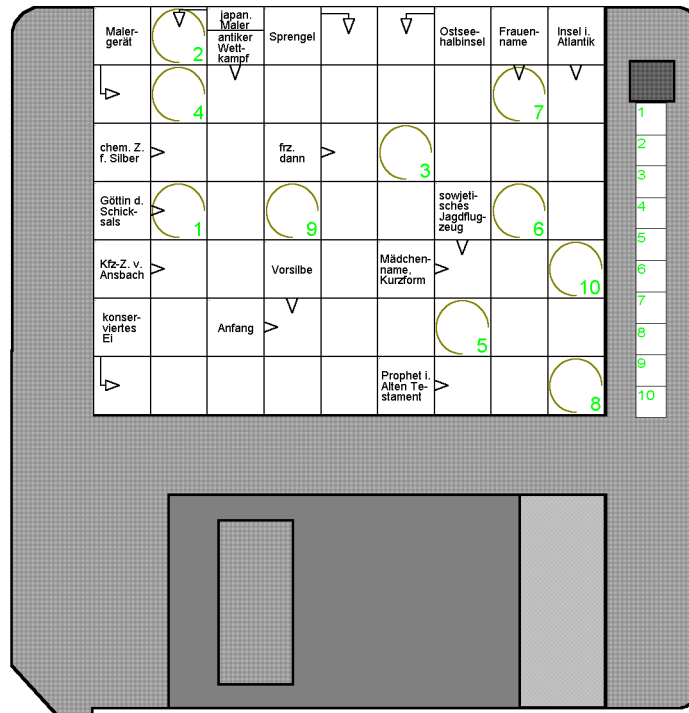 Maler-
gerät
2
japan.
Maler
antiker
Wett-
kampf
Sprengel
Ostsee-
halbinsel
Frauen-
name
Insel i.
Atlantik
4
7
chem. Z.
f. Silber
frz.
dann
3
Göttin d.
Schick-
sals
1
9
sowjeti-
sches
Jagdflug-
zeug
6
Kfz-Z. v.
Ansbach
Vorsilbe
Mädchen-
name,
Kurzform
10
konser-
viertes
Ei
Anfang
5
Prophet i.
Alten Te-
stament
8
1
2
3
4
5
6
7
8
9
10